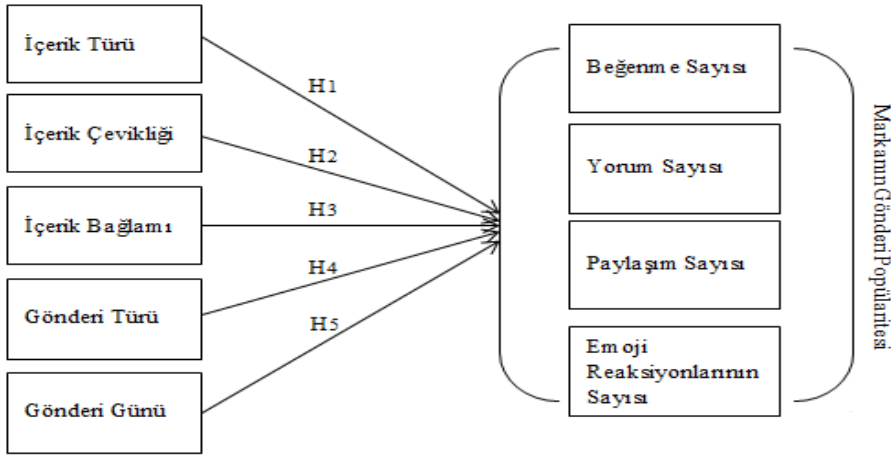 İçerik Türü
İçerik Çevikliği
İçerik Bağlamı
Gönderi Türü
Gönderi Günü
H1
H2
H3
H4
H5
Beğenme Sayısı
Yorum Sayısı
Paylaşım Sayısı
Emoji
Reaksiyonlarının
Sayısı
Markanın Gönderi Popülaritesi